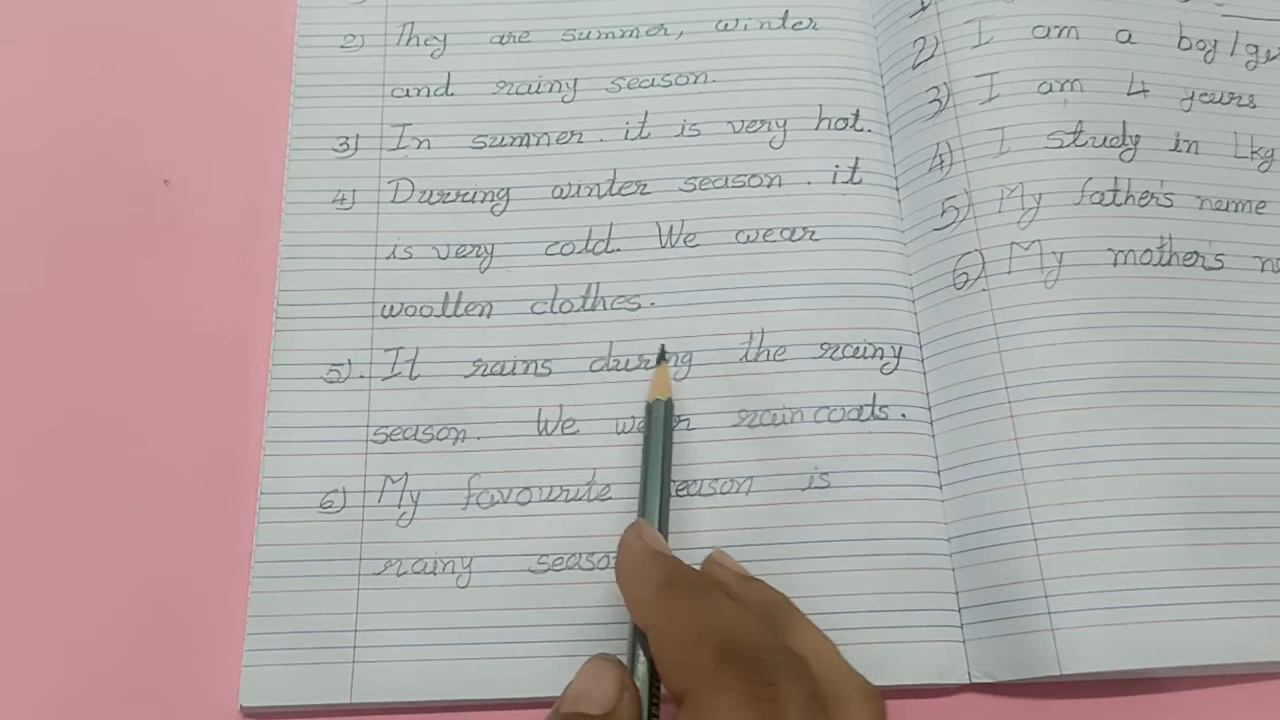 2) They are summer, winter
and rainy season.
3) In sumner. it is very hot.
4) Durring winter season. it
is very cold. We wear
woollen clothes.
5). It rains during the rainy
season. We wear raincoats.
6) My favourite season is
rainy
2) I am a boy/
3) I am 4 years
4) I study in Lkg
5) My father's name
6) My mother's